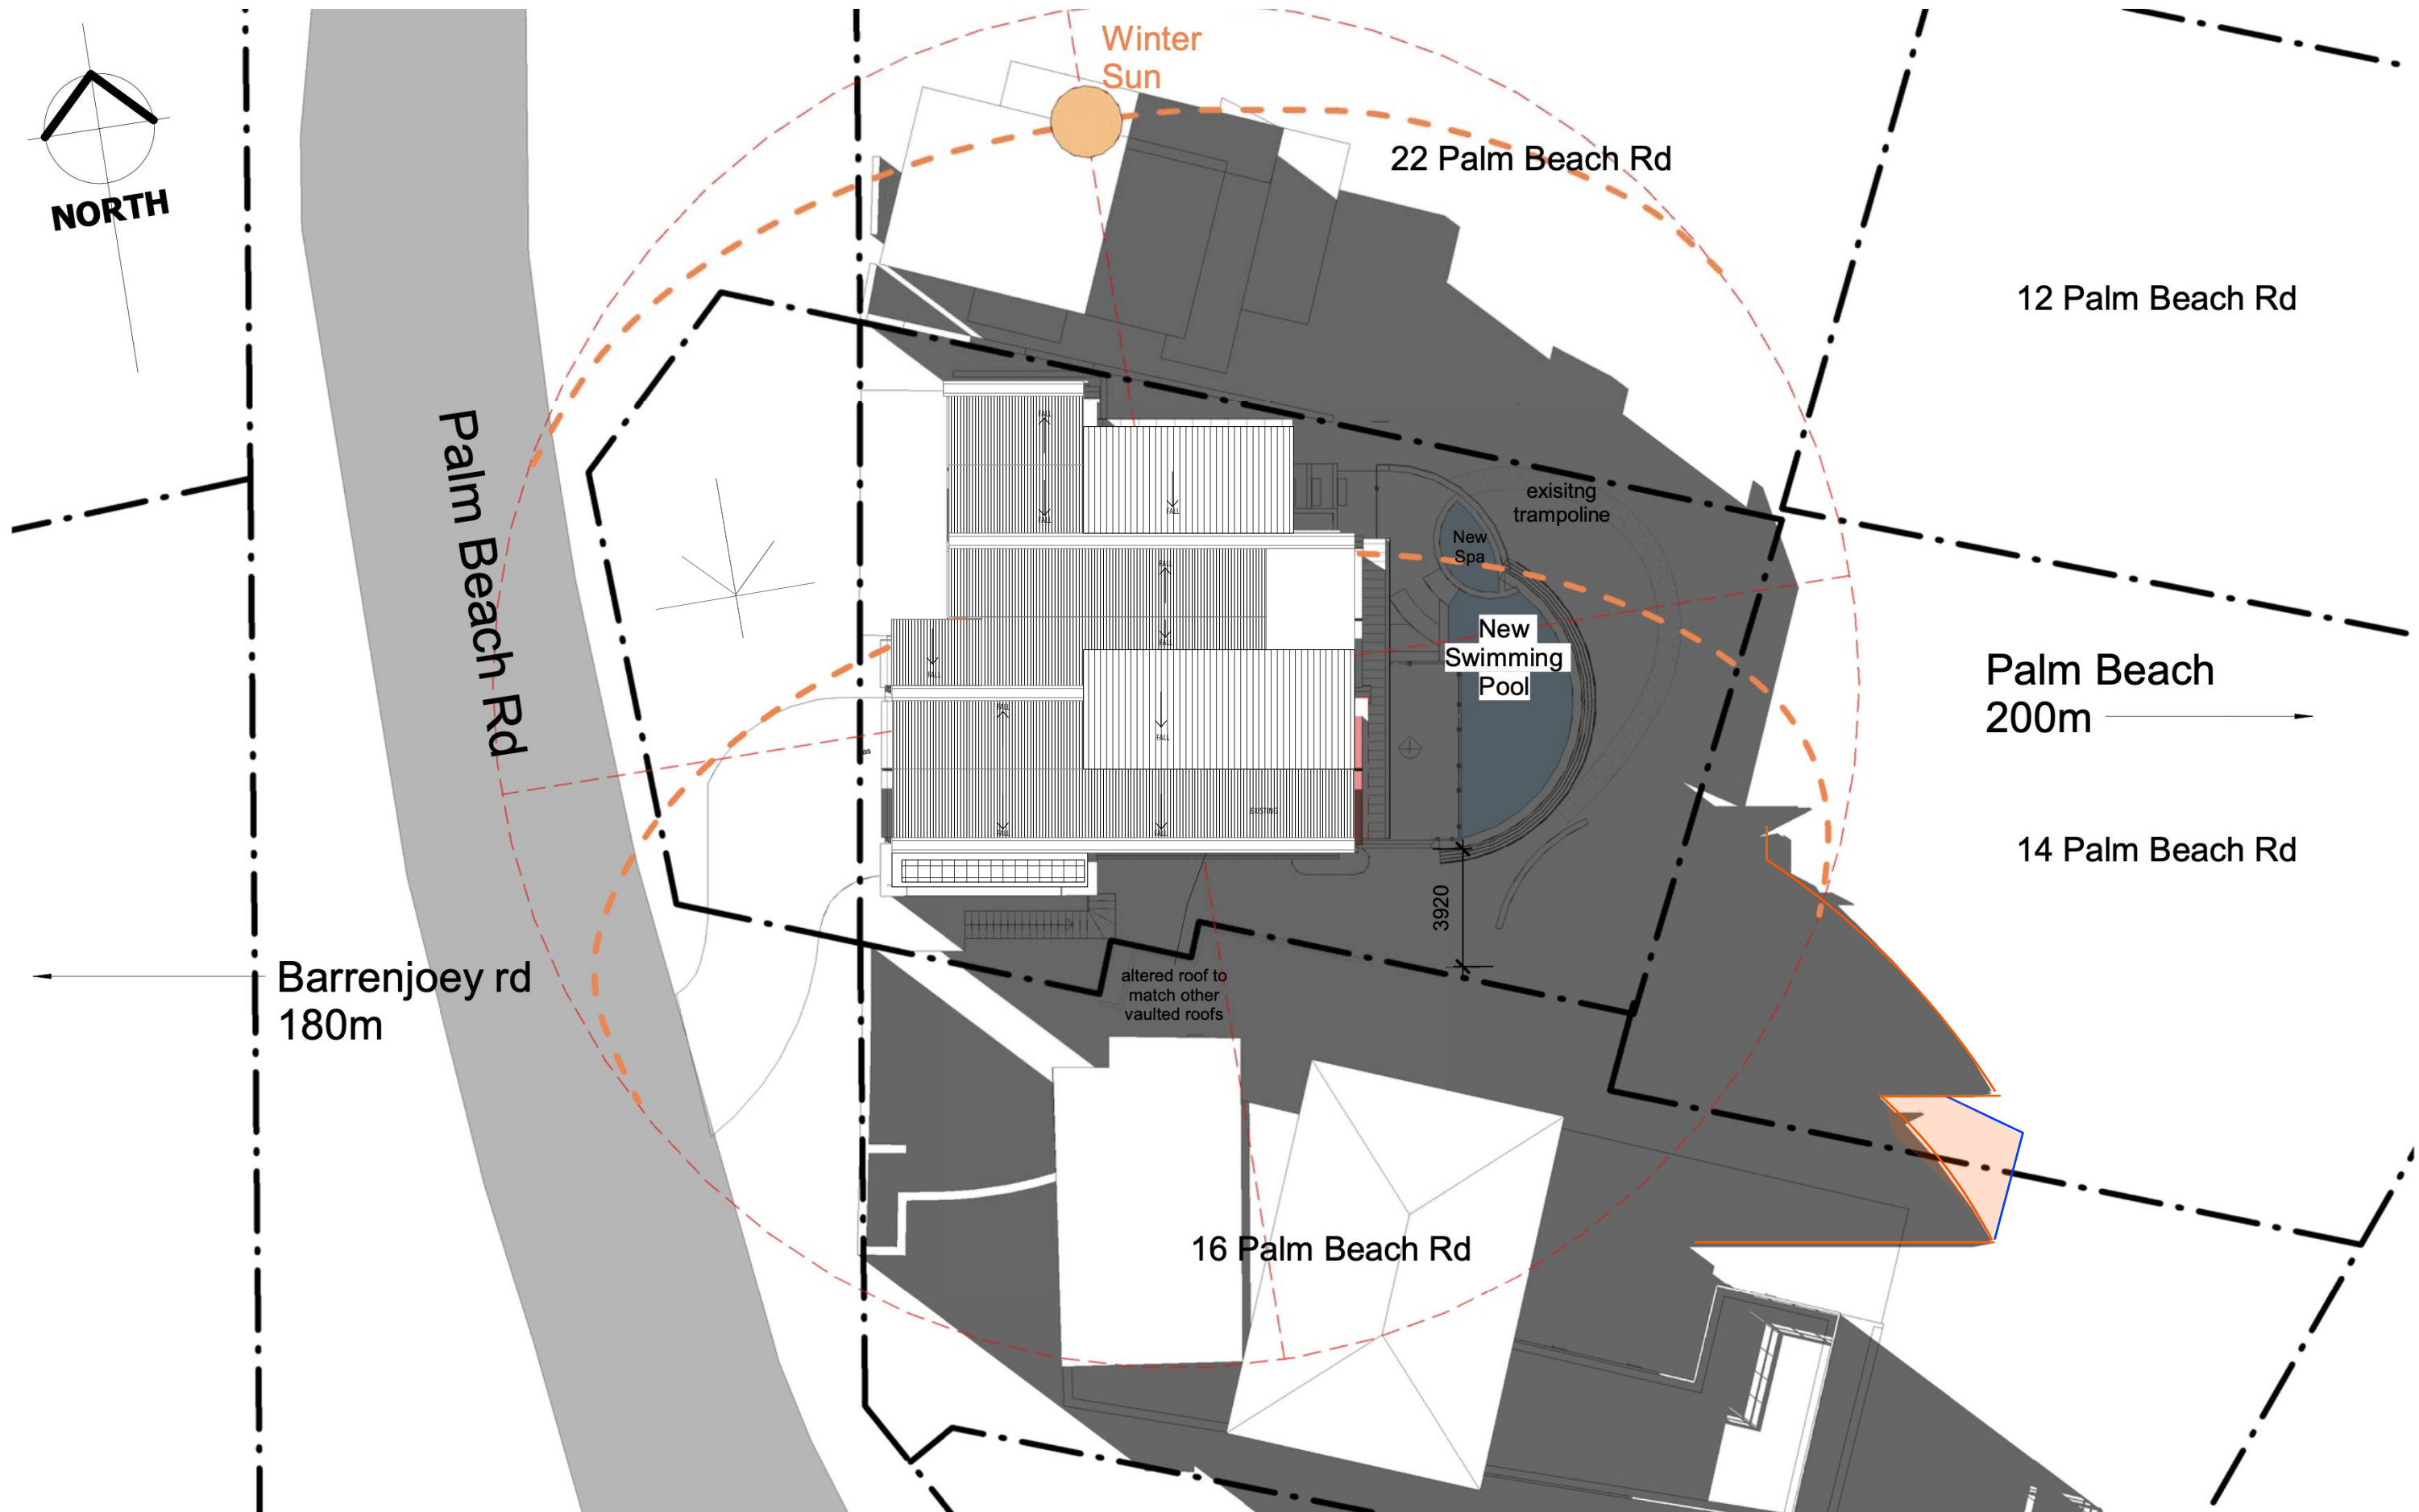 Winter
Sun
NORTH
22 Palm Beach Rd
12 Palm Beach Rd
Palm Beach Rd
FALL
FALL
FALL
exisitng
trampoline
New
Spa
FALL
FALL
New
Swimming
Pool
FALL
Palm Beach
200m
FALL
FALL
as
EXISTING
FALL
FALL
14 Palm Beach Rd
3920
Barrenjoey rd
180m
altered roof to
match other
vaulted roofs
16 Palm Beach Rd